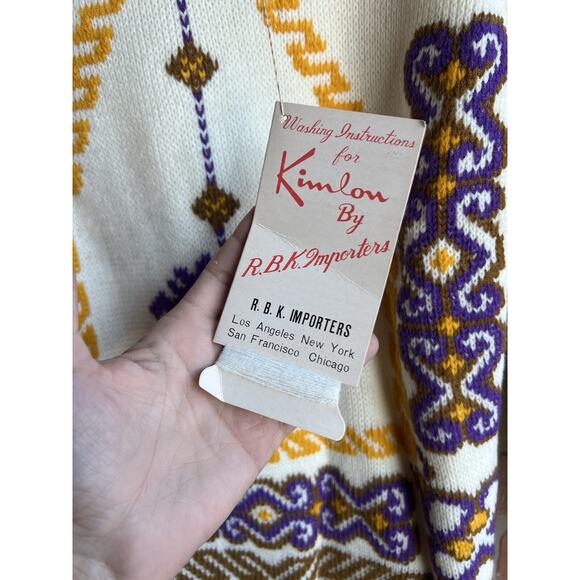 Washing Instructions
for
Kimlon
By
R.B.K. Importers
R. B. K. IMPORTERS
Los Angeles New York
San Francisco Chicago